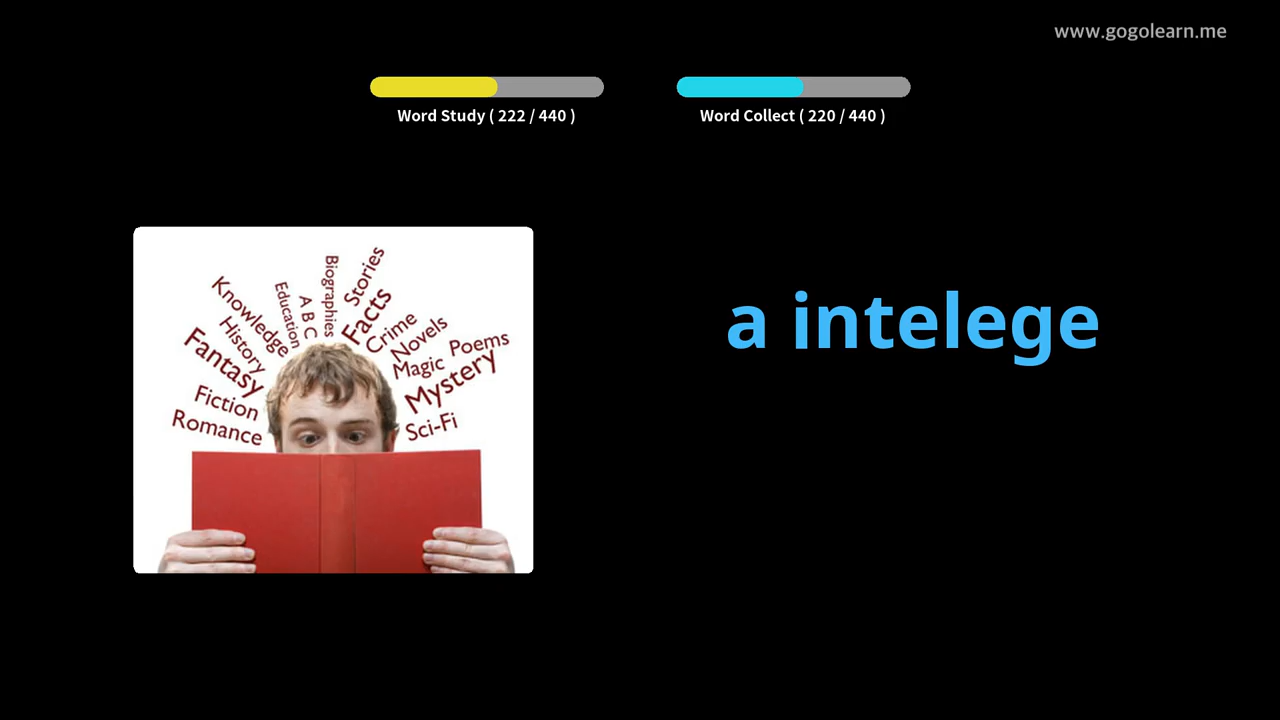 www.gogolearn.me
Word Study ( 222 / 440 )
Word Collect ( 220 / 440 )
a intelege
Knowledge
History
Fantasy
Fiction
Romance
Education
A B C
Biographies
Stories
Facts
Crime
Novels
Magic
Poems
Mystery
Sci-Fi